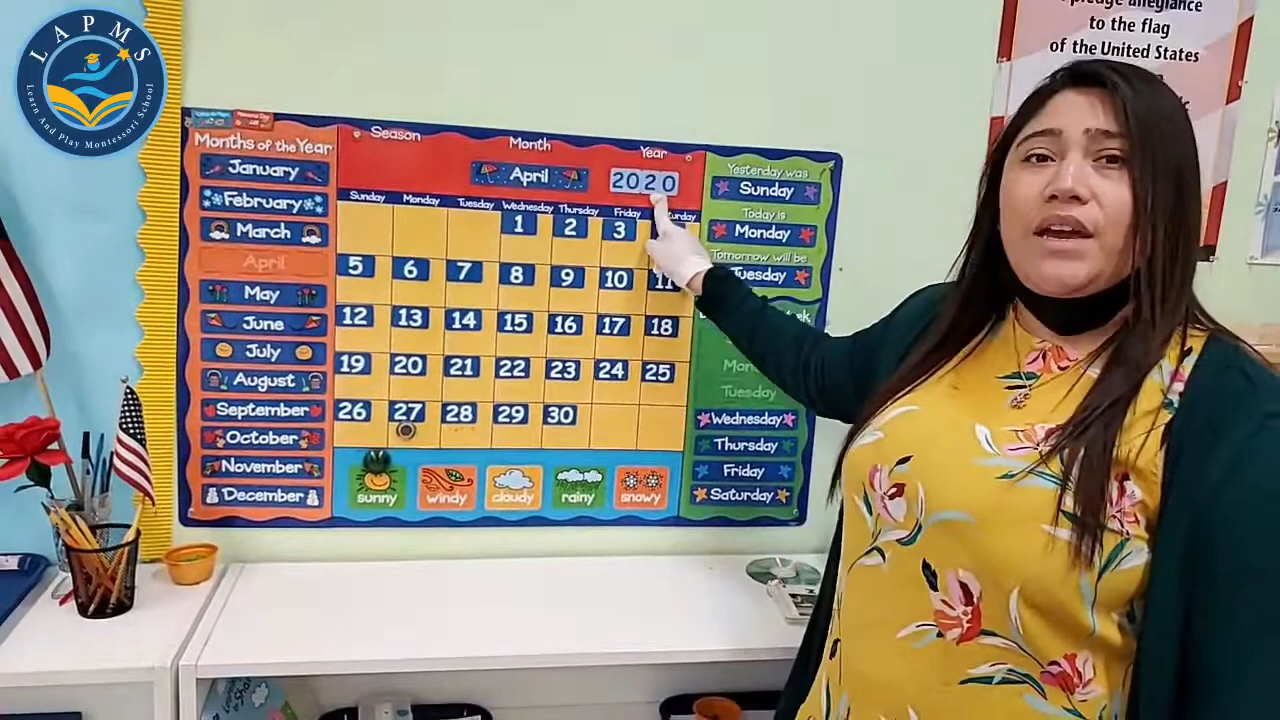 LAPMS
Learn And Play Montessori School
pledge allegiance
to the flag
of the United States
Months of the Year
January
February
March
April
May
June
July
August
September
October
November
December
Season
Month
Year
April
2020
Sunday Monday Tuesday Wednesday Thursday Friday
1 2 3
5 6 7 8 9 10 11
12 13 14 15 16 17 18
19 20 21 22 23 24 25
26 27 28 29 30
sunny
windy
cloudy
rainy
snowy
Yesterday was
Sunday
Today is
Monday
Tomorrow will be
Tuesday
Tuesday
Wednesday
Thursday
Friday
Saturday